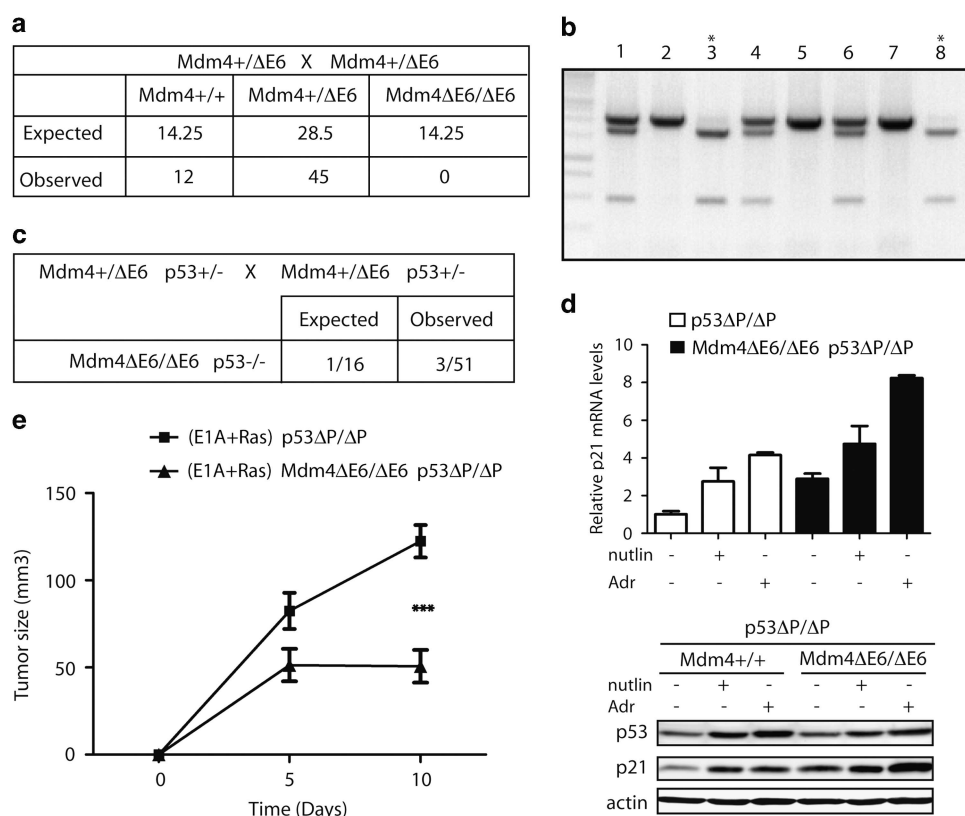 a
Mdm4+/ΔE6 X Mdm4+/ΔE6
Mdm4+/+ Mdm4+/ΔE6 Mdm4ΔE6/ΔE6
Expected 14.25 28.5 14.25
Observed 12 45 0
b
* *
1 2 3 4 5 6 7 8
c
Mdm4+/ΔE6 p53+/- X Mdm4+/ΔE6 p53+/-
Expected Observed
Mdm4ΔE6/ΔE6 p53-/- 1/16 3/51
d
p53ΔP/ΔP
Mdm4ΔE6/ΔE6 p53ΔP/ΔP
Relative p21 mRNA levels
10
8
6
4
2
0
nutlin - + - - + -
Adr - - + - - +
p53ΔP/ΔP
Mdm4+/+ Mdm4ΔE6/ΔE6
nutlin - + - - + -
Adr - - + - - +
p53
p21
actin
e
(E1A+Ras) p53ΔP/ΔP
(E1A+Ras) Mdm4ΔE6/ΔE6 p53ΔP/ΔP
Tumor size (mm3)
150
100
50
0
***
0 5 10
Time (Days)